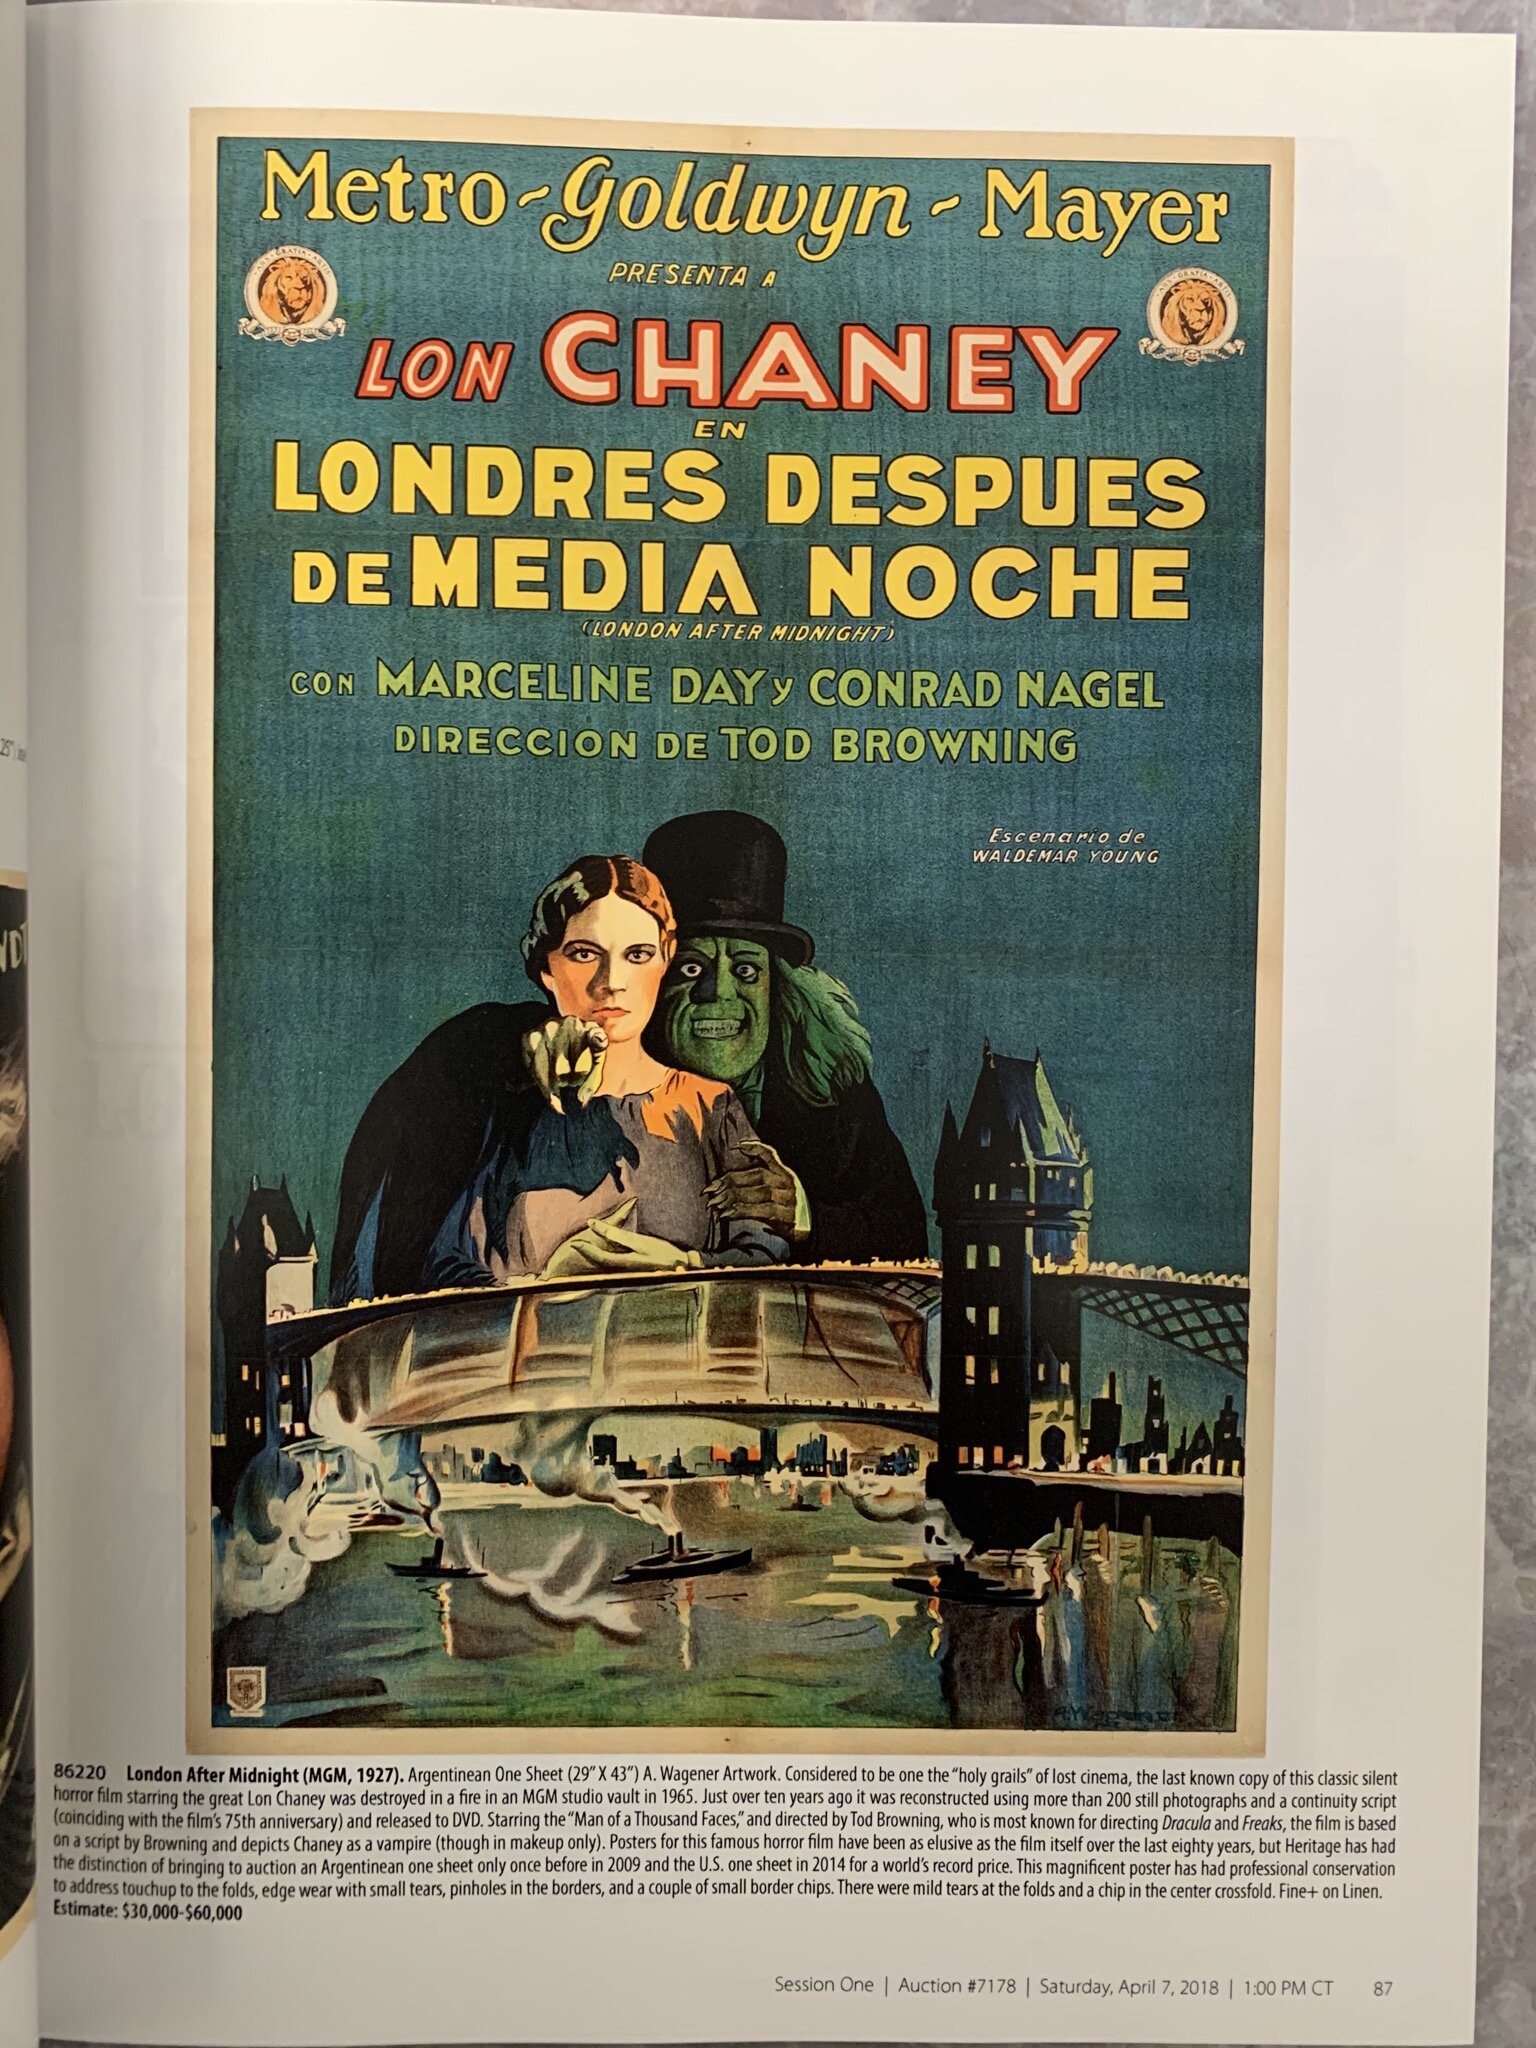 Metro-Goldwyn-Mayer
PRESENTA A
ARS GRATIA ARTIS
ARS GRATIA ARTIS
LON CHANEY
EN
LONDRES DESPUES
DE MEDIA NOCHE
(LONDON AFTER MIDNIGHT)
CON MARCELINE DAY y CONRAD NAGEL
DIRECCION DE TOD BROWNING
Escenario de
WALDEMAR YOUNG
A. Wagener
86220 London After Midnight (MGM, 1927). Argentinean One Sheet (29" X 43") A. Wagener Artwork. Considered to be one the "holy grails" of lost cinema, the last known copy of this classic silent
horror film starring the great Lon Chaney was destroyed in a fire in an MGM studio vault in 1965. Just over ten years ago it was reconstructed using more than 200 still photographs and a continuity script
(coinciding with the film's 75th anniversary) and released to DVD. Starring the "Man of a Thousand Faces," and directed by Tod Browning, who is most known for directing Dracula and Freaks, the film is based
on a script by Browning and depicts Chaney as a vampire (though in makeup only). Posters for this famous horror film have been as elusive as the film itself over the last eighty years, but Heritage has had
the distinction of bringing to auction an Argentinean one sheet only once before in 2009 and the U.S. one sheet in 2014 for a world's record price. This magnificent poster has had professional conservation
to address touchup to the folds, edge wear with small tears, pinholes in the borders, and a couple of small border chips. There were mild tears at the folds and a chip in the center crossfold. Fine+ on Linen.
Estimate: $30,000-$60,000
Session One | Auction #7178 | Saturday, April 7, 2018 | 1:00 PM CT 87